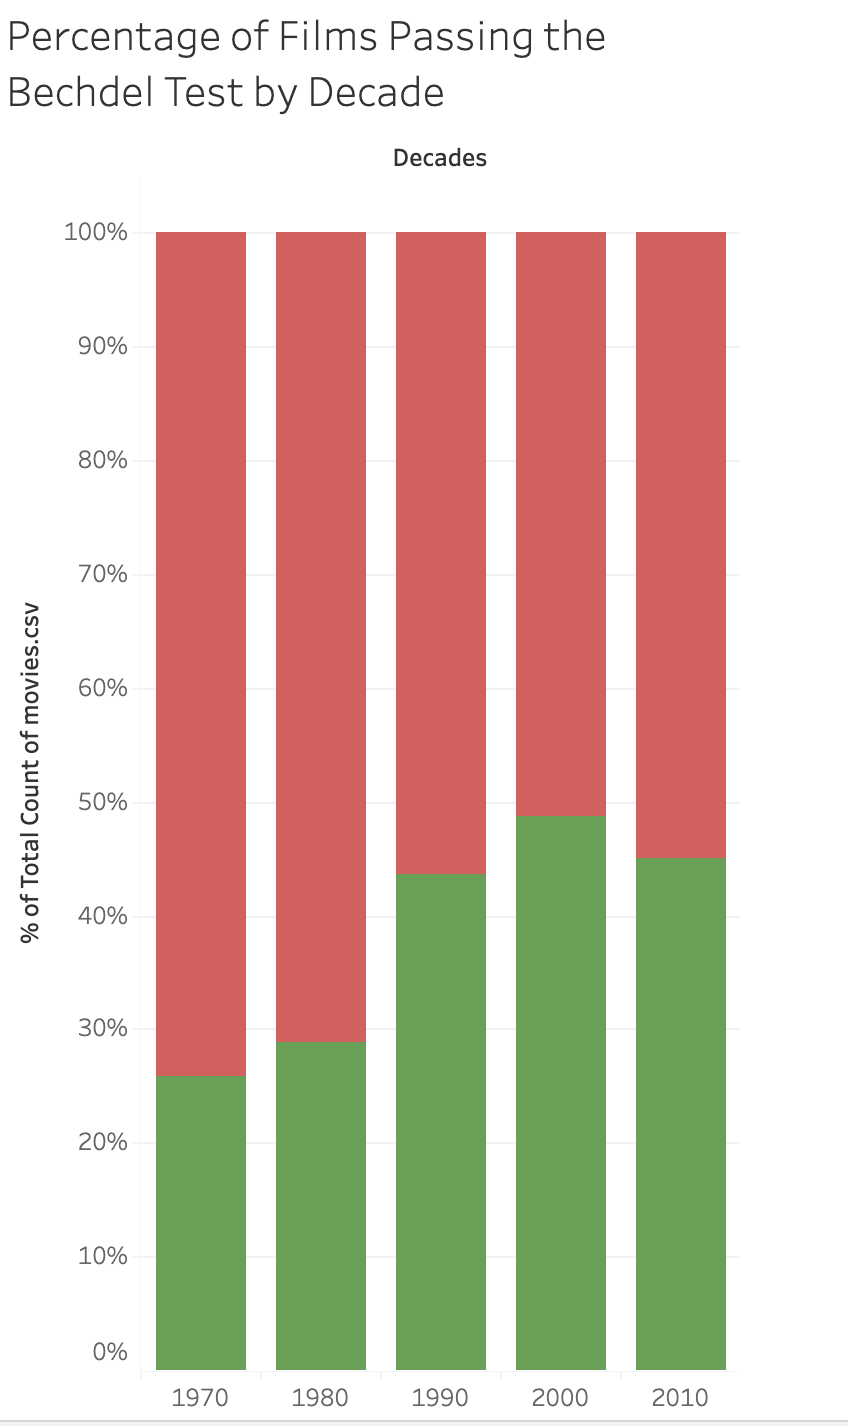 Percentage of Films Passing the
Bechdel Test by Decade
Decades
100%
90%
80%
70%
60%
50%
40%
30%
20%
10%
0%
% of Total Count of movies.csv
1970 1980 1990 2000 2010